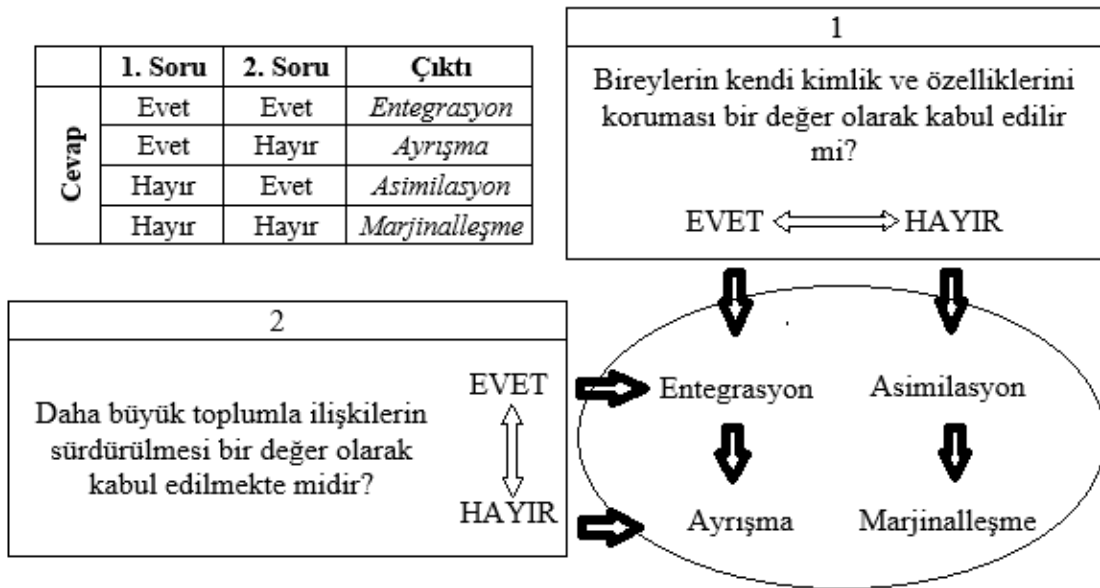 1. Soru 2. Soru Çıktı
Cevap
Evet Evet Entegrasyon
Evet Hayır Ayrışma
Hayır Evet Asimilasyon
Hayır Hayır Marjinalleşme
1
Bireylerin kendi kimlik ve özelliklerini
koruması bir değer olarak kabul edilir
mi?
EVET HAYIR
2
Daha büyük toplumla ilişkilerin
sürdürülmesi bir değer olarak
kabul edilmekte midir?
EVET
HAYIR
Entegrasyon Asimilasyon
Ayrışma Marjinalleşme